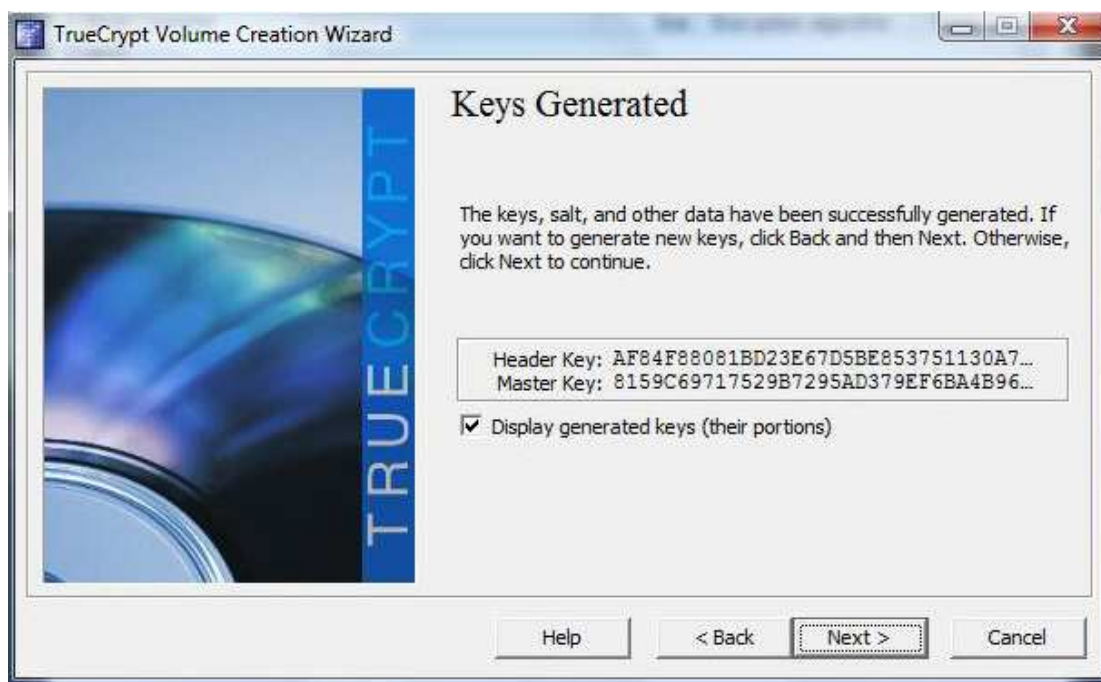 TrueCrypt Volume Creation Wizard
TRUECRYPT
Keys Generated
The keys, salt, and other data have been successfully generated. If
you want to generate new keys, click Back and then Next. Otherwise,
click Next to continue.
Header Key: AF84F88081BD23E67D5BE853751130A7...
Master Key: 8159C69717529B7295AD379EF6BA4B96...
Display generated keys (their portions)
Help
< Back
Next >
Cancel